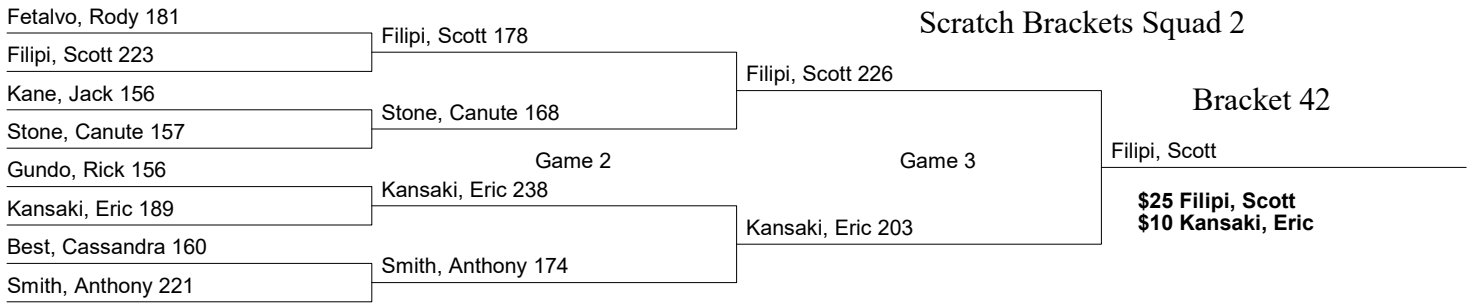 Scratch Brackets Squad 2
Bracket 42
Fetalvo, Rody 181
Filipi, Scott 223
Kane, Jack 156
Stone, Canute 157
Gundo, Rick 156
Kansaki, Eric 189
Best, Cassandra 160
Smith, Anthony 221
Filipi, Scott 178
Stone, Canute 168
Game 2
Kansaki, Eric 238
Smith, Anthony 174
Filipi, Scott 226
Game 3
Kansaki, Eric 203
Filipi, Scott
$25 Filipi, Scott
$10 Kansaki, Eric